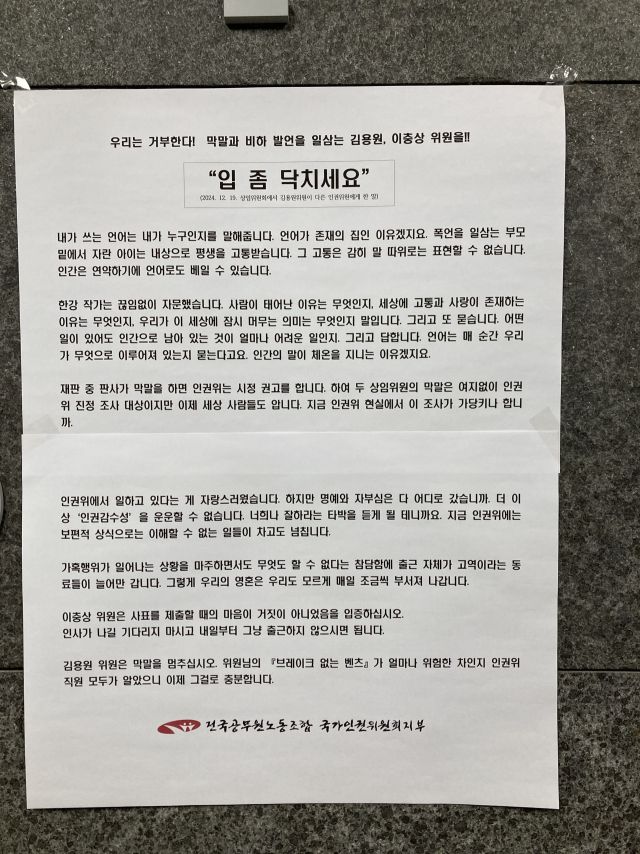 우리는 거부한다! 막말과 비하 발언을 일삼는 김용원, 이충상 위원을!!
“입 좀 닥치세요”
(2024. 12. 19. 상임위원회에서 김용원위원이 다른 인권위원에게 한 말)
내가 쓰는 언어는 내가 누구인지를 말해줍니다. 언어가 존재의 집인 이유겠지요. 폭언을 일삼는 부모
밑에서 자란 아이는 내상으로 평생을 고통받습니다. 그 고통은 감히 말 따위로는 표현할 수 없습니다.
인간은 연약하기에 언어로도 베일 수 있습니다.
한강 작가는 끊임없이 자문했습니다. 사람이 태어난 이유는 무엇인지, 세상에 고통과 사랑이 존재하는
이유는 무엇인지, 우리가 이 세상에 잠시 머무는 의미는 무엇인지 말입니다. 그리고 또 묻습니다. 어떤
일이 있어도 인간으로 남아 있는 것이 얼마나 어려운 일인지. 그리고 답합니다. 언어는 매 순간 우리
가 무엇으로 이루어져 있는지 묻는다고요. 인간의 말이 체온을 지니는 이유겠지요.
재판 중 판사가 막말을 하면 인권위는 시정 권고를 합니다. 하여 두 상임위원의 막말은 여지없이 인권
위 진정 조사 대상이지만 이제 세상 사람들도 압니다. 지금 인권위 현실에서 이 조사가 가당키나 합니
까.
인권위에서 일하고 있다는 게 자랑스러웠습니다. 하지만 명예와 자부심은 다 어디로 갔습니까. 더 이
상 ‘인권감수성’을 운운할 수 없습니다. 너희나 잘하라는 타박을 듣게 될 테니까요. 지금 인권위에는
보편적 상식으로는 이해할 수 없는 일들이 차고도 넘칩니다.
가혹행위가 일어나는 상황을 마주하면서도 무엇도 할 수 없다는 참담함에 출근 자체가 고역이라는 동
료들이 늘어만 갑니다. 그렇게 우리의 영혼은 우리도 모르게 매일 조금씩 부서져 나갑니다.
이충상 위원은 사표를 제출할 때의 마음이 거짓이 아니었음을 입증하십시오.
인사가 나길 기다리지 마시고 내일부터 그냥 출근하지 않으시면 됩니다.
김용원 위원은 막말을 멈추십시오. 위원님의 『브레이크 없는 벤츠』가 얼마나 위험한 차인지 인권위
직원 모두가 알았으니 이제 그걸로 충분합니다.
전국공무원노동조합 국가인권위원회지부